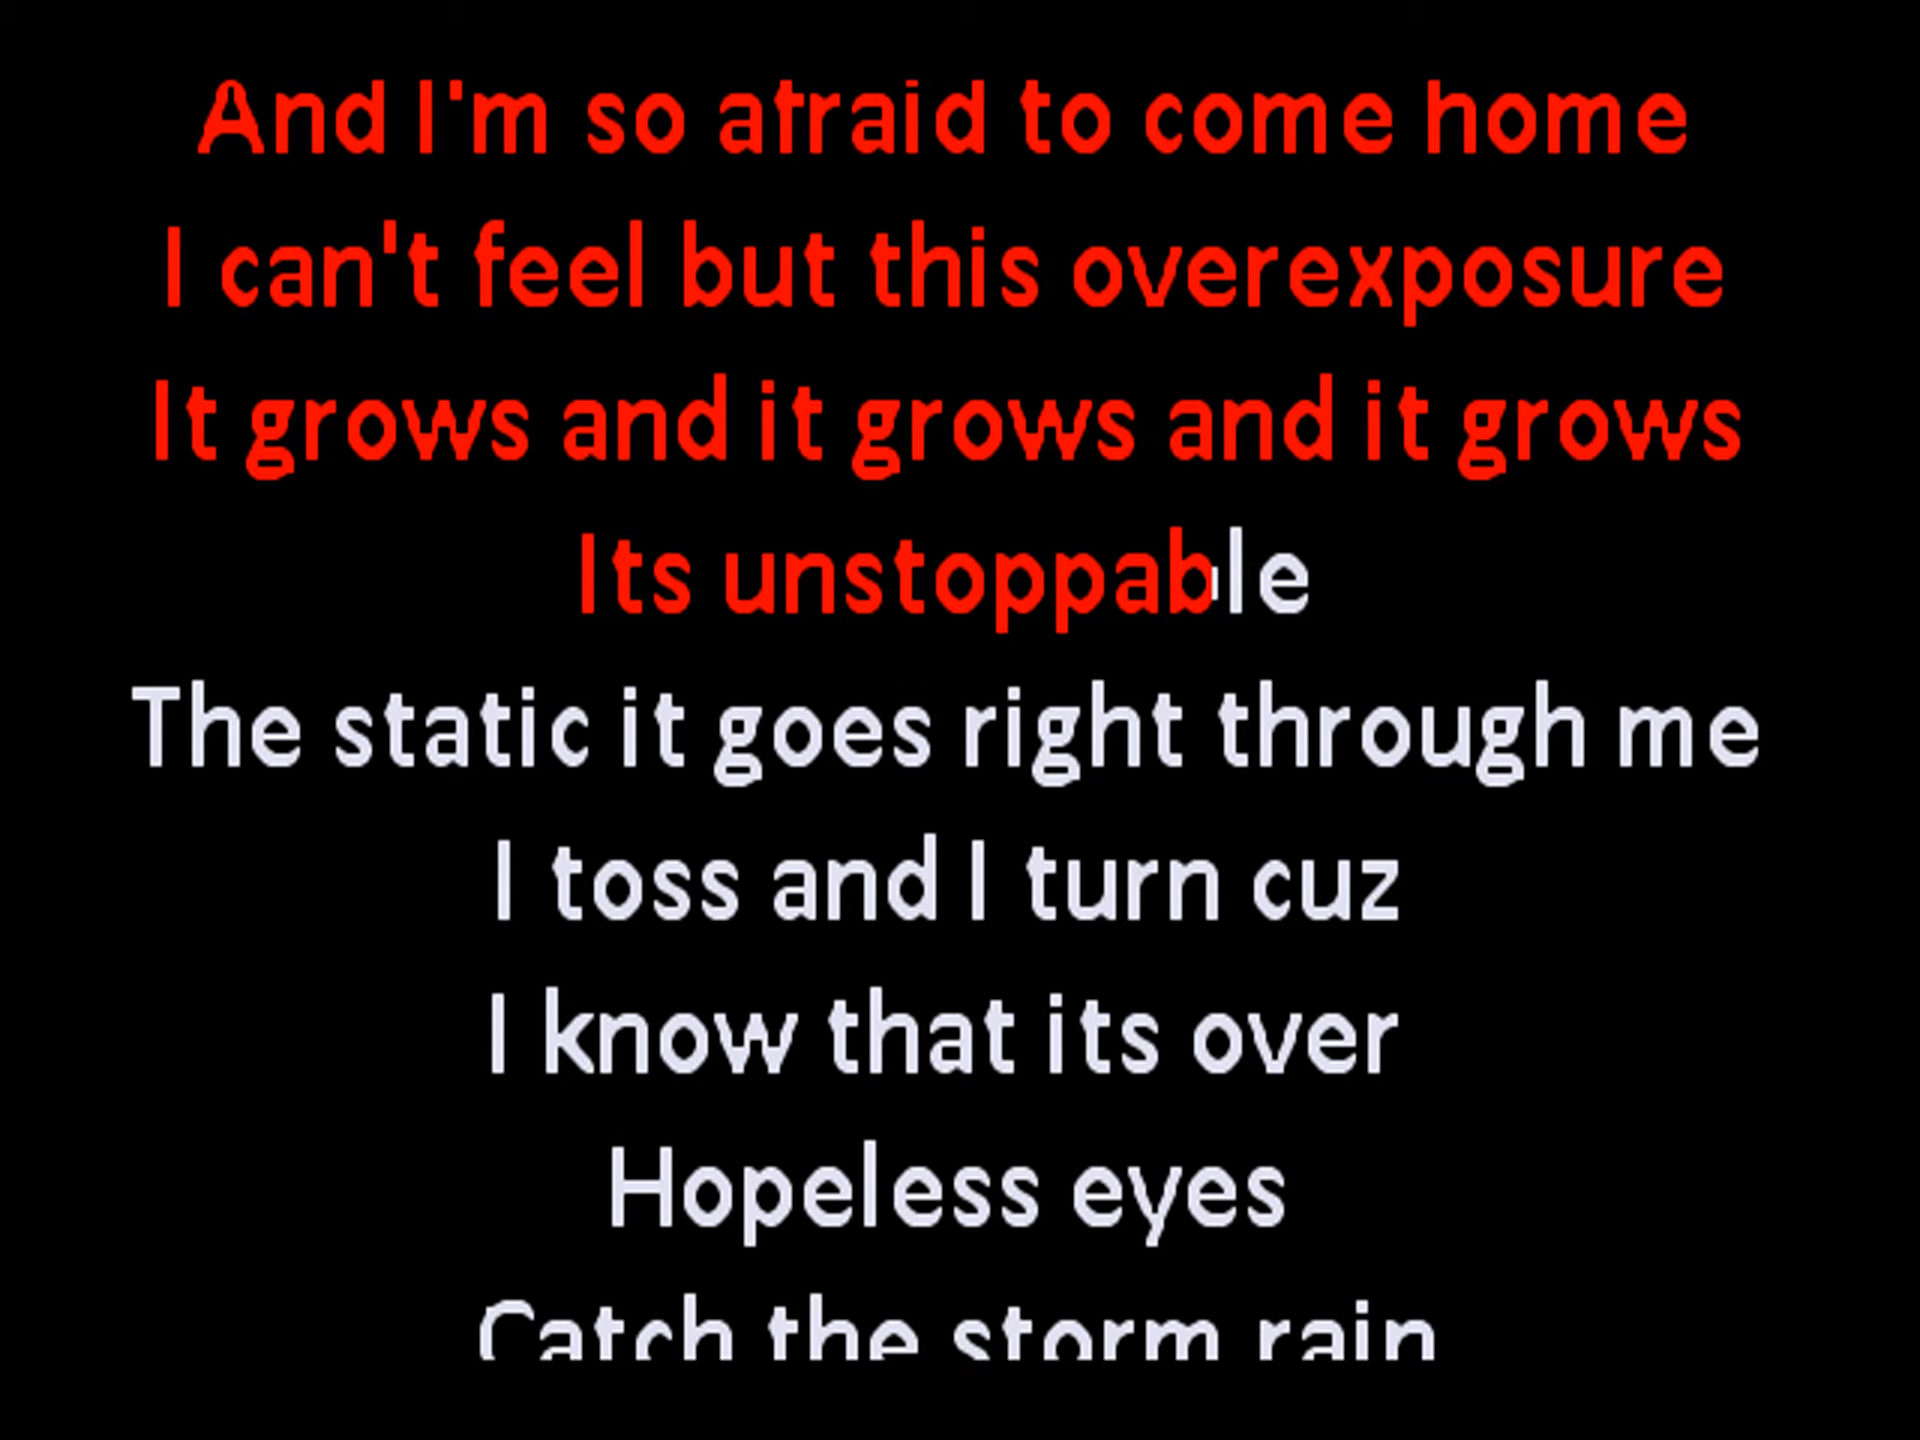 And I'm so afraid to come home
I can't feel but this overexposure
It grows and it grows and it grows
Its unstoppable
The static it goes right through me
I toss and I turn cuz
I know that its over
Hopeless eyes
Catch the storm rain